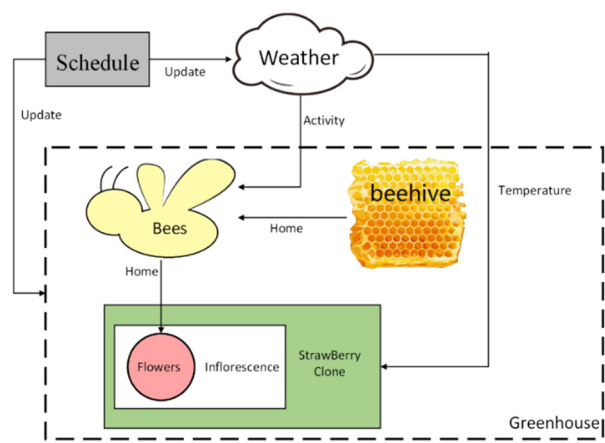 Schedule
Update
Weather
Update
Activity
beehive
Temperature
Bees
Home
Home
Flowers
Inflorescence
StrawBerry
Clone
Greenhouse